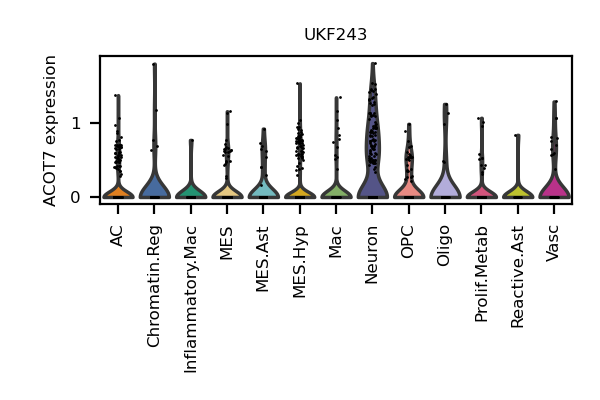 UKF243
ACOT7 expression
1
0
AC
Chromatin.Reg
Inflammatory.Mac
MES
MES.Ast
MES.Hyp
Mac
Neuron
OPC
Oligo
Prolif.Metab
Reactive.Ast
Vasc